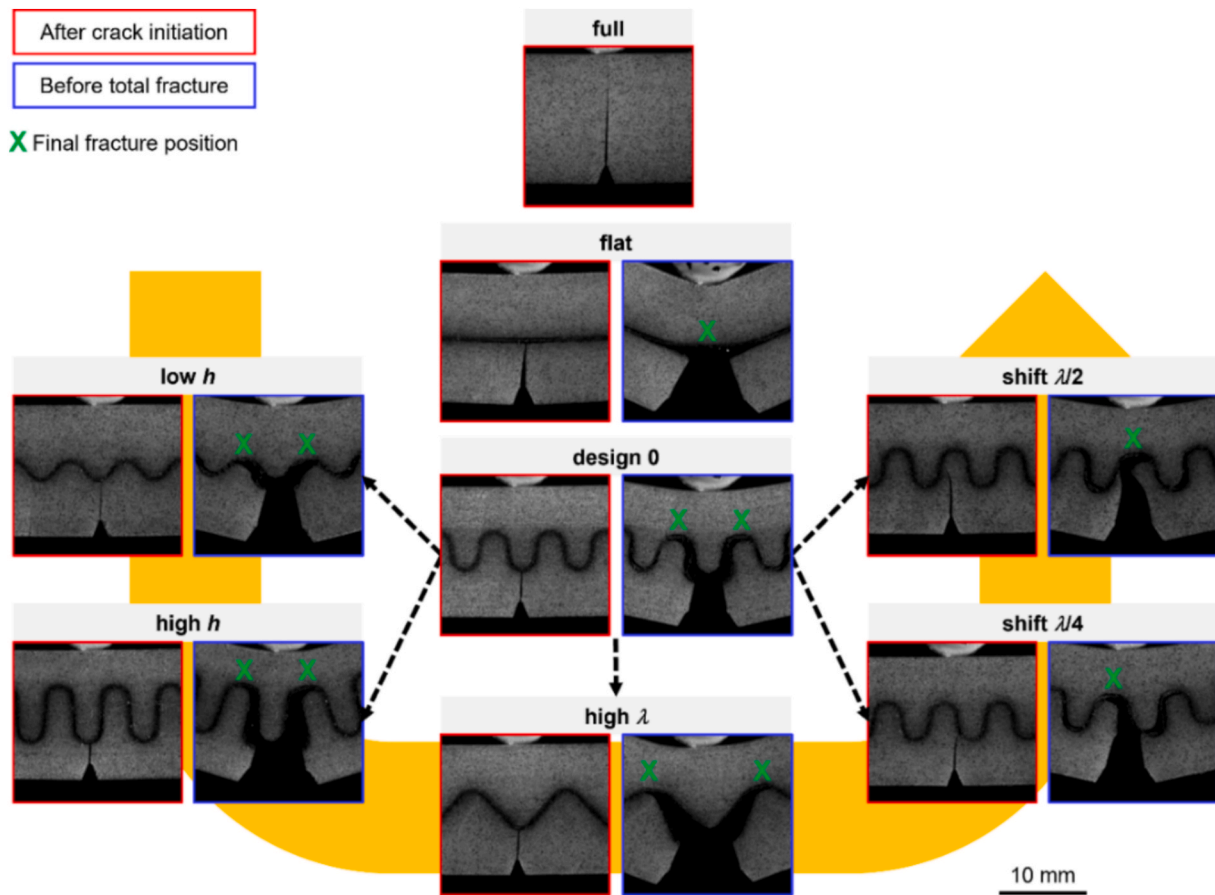 After crack initiation
Before total fracture
X Final fracture position
full
flat
low h
design 0
shift λ/2
high h
high λ
shift λ/4
10 mm